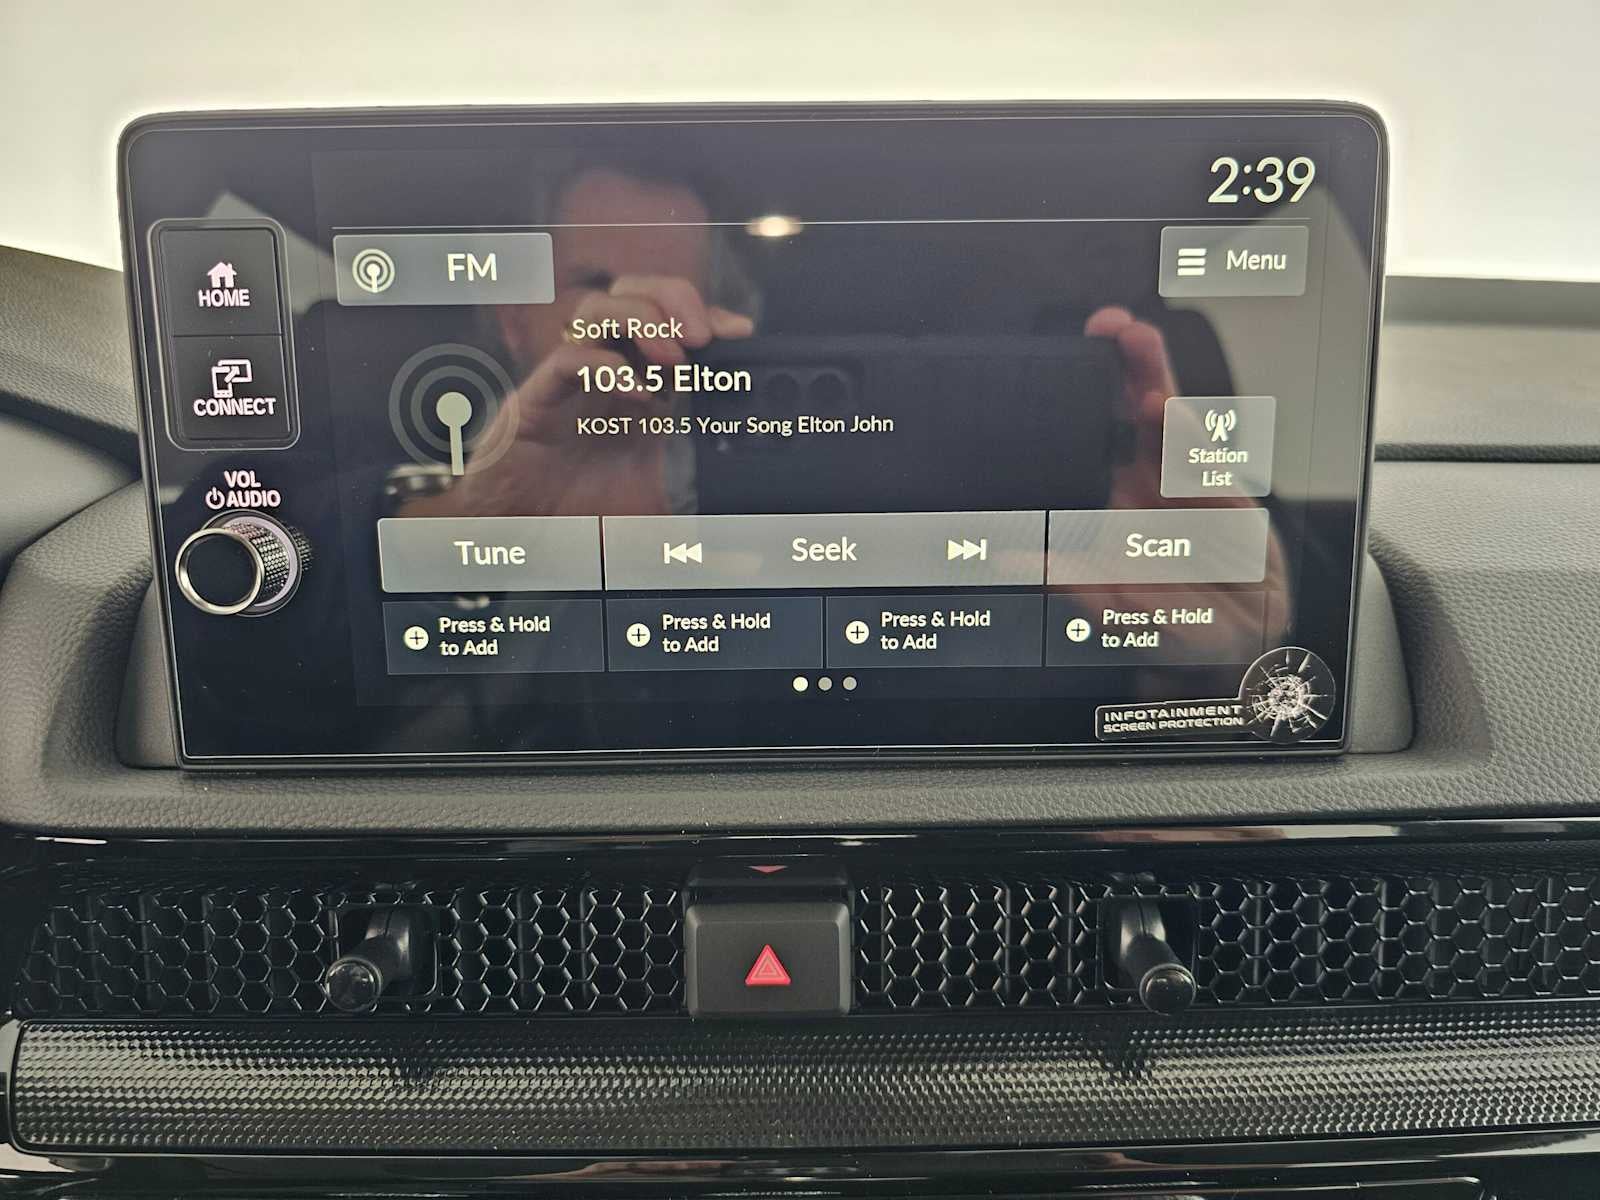 2:39
HOME
CONNECT
VOL
AUDIO
FM
Menu
Soft Rock
103.5 Elton
KOST 103.5 Your Song Elton John
Station
List
Tune
Seek
Scan
Press & Hold
to Add
Press & Hold
to Add
Press & Hold
to Add
Press & Hold
to Add
INFOTAINMENT
SCREEN PROTECTION